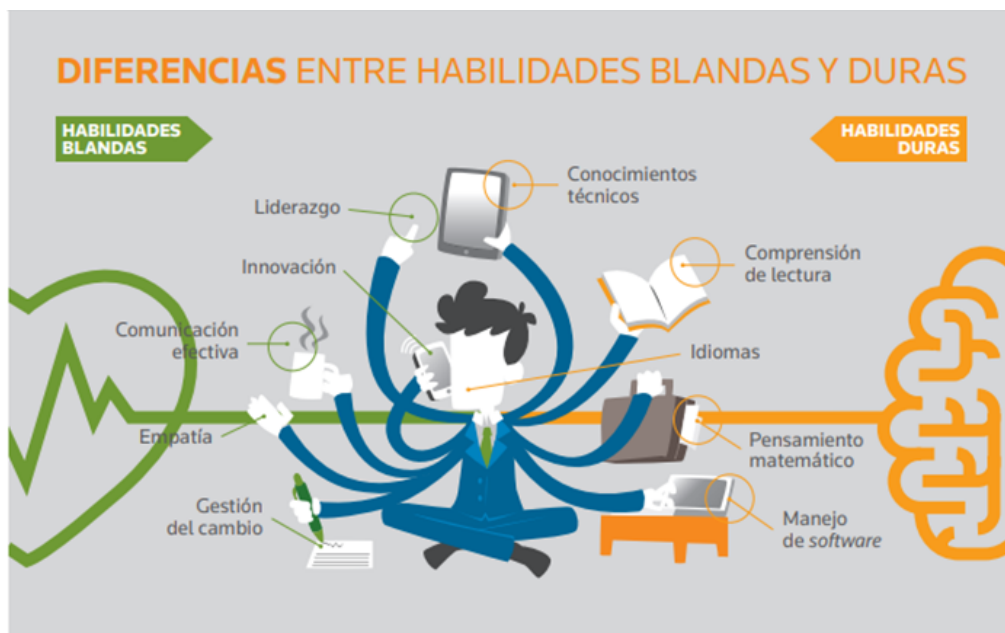 DIFERENCIAS ENTRE HABILIDADES BLANDAS Y DURAS
HABILIDADES
BLANDAS
HABILIDADES
DURAS
Liderazgo
Innovación
Comunicación
efectiva
Empatía
Gestión
del cambio
Conocimientos
técnicos
Comprensión
de lectura
Idiomas
Pensamiento
matemático
Manejo
de software